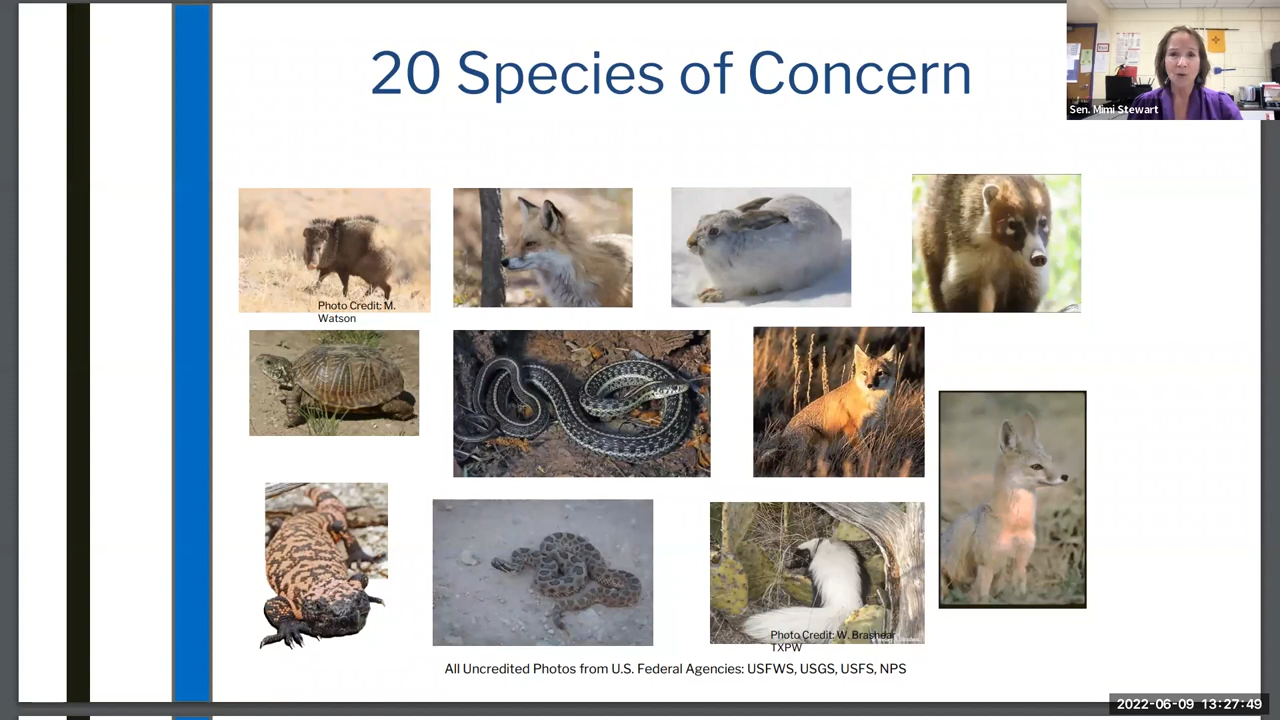 20 Species of Concern
Sen. Mimi Stewart
Photo Credit: M.
Watson
Photo Credit: W. Brashear
TXPW
All Uncredited Photos from U.S. Federal Agencies: USFWS, USGS, USFS, NPS
2022-06-09 13:27:49